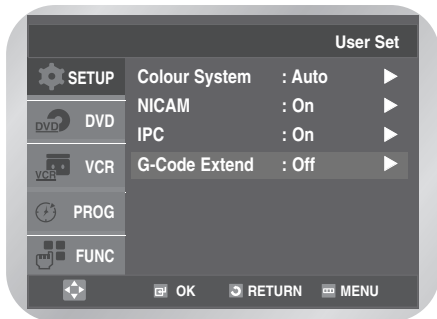 User Set
SETUP
DVD
DVD
VCR
VCR
PROG
FUNC
Colour System : Auto
NICAM : On
IPC : On
G-Code Extend : Off
OK RETURN MENU